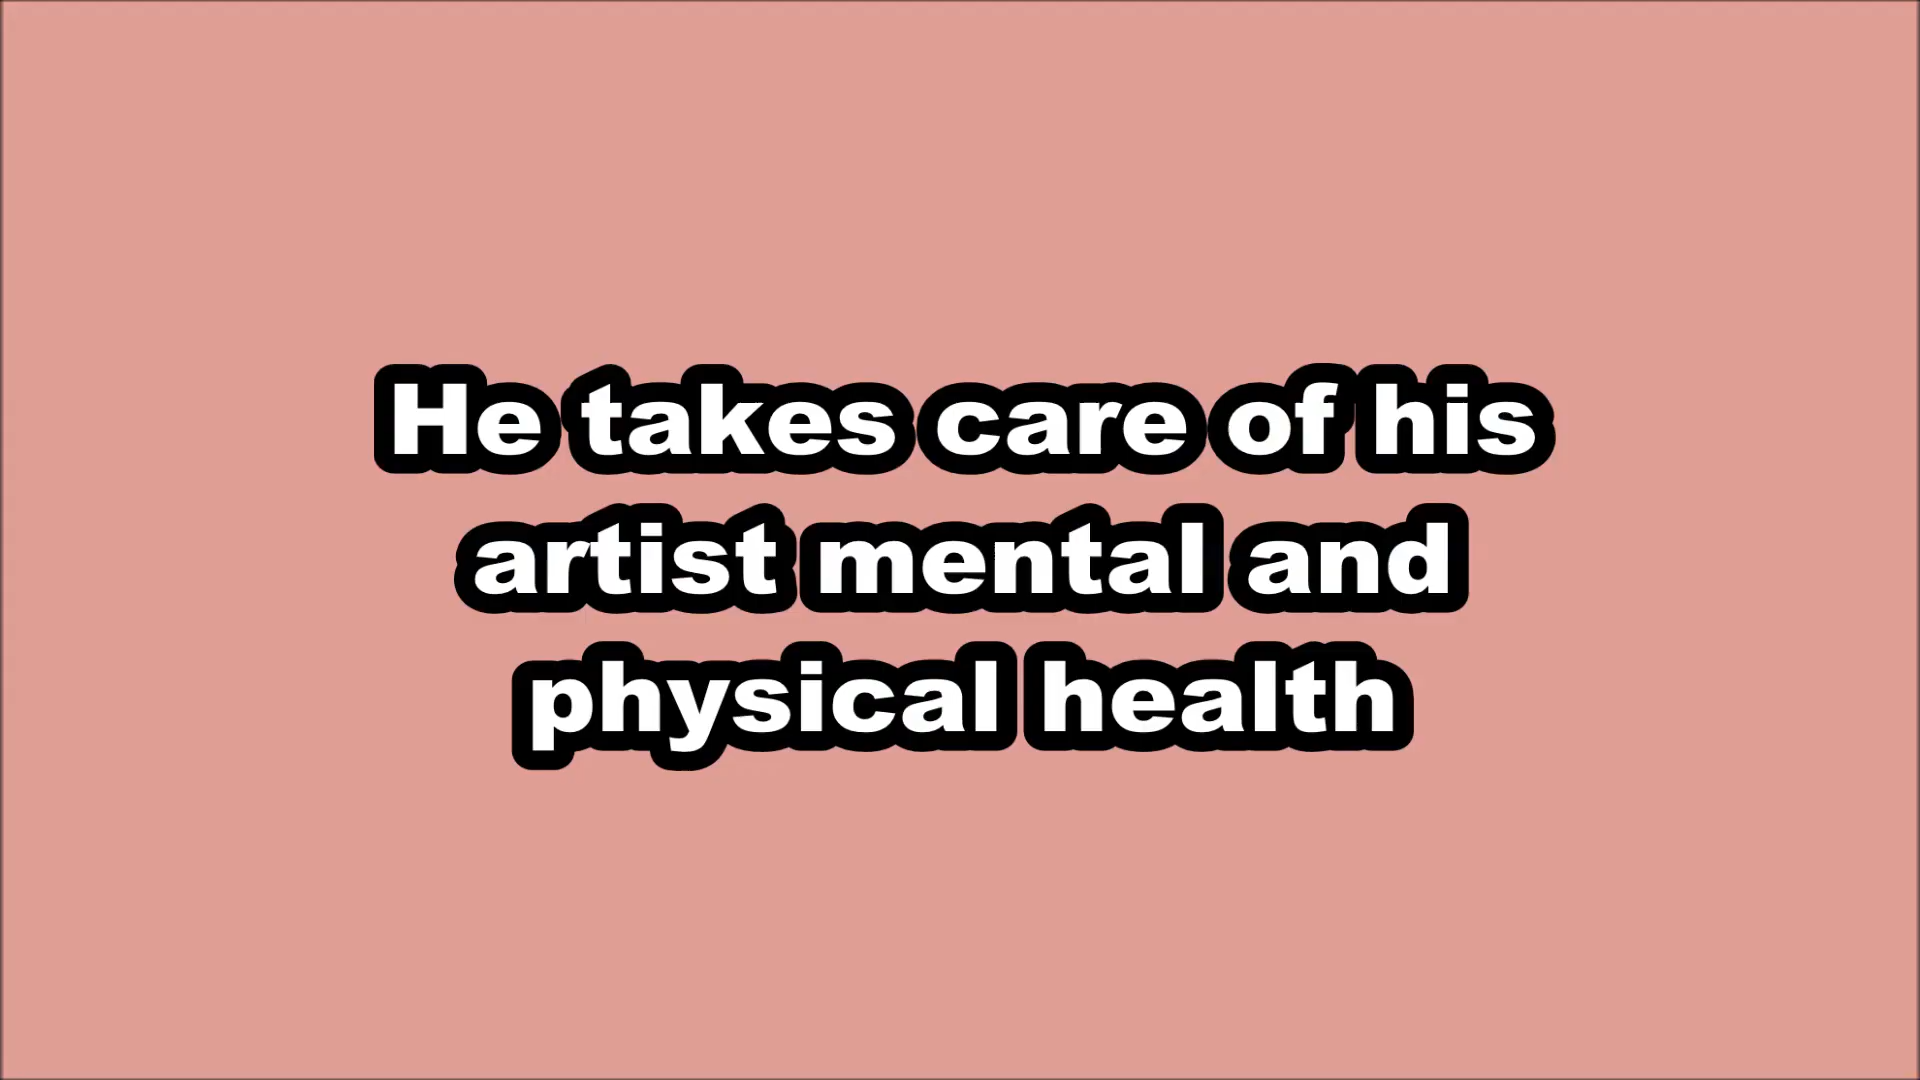 He takes care of his
artist mental and
physical health